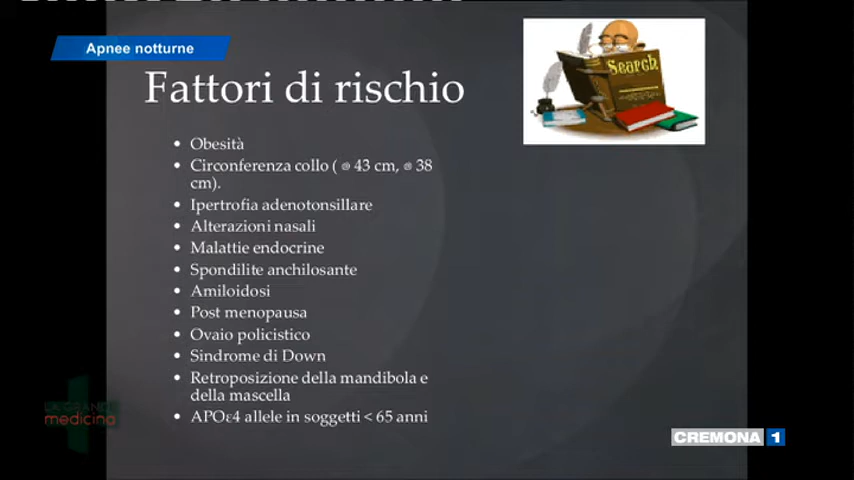 Apnee notturne
Search
Fattori di rischio
• Obesità
• Circonferenza collo ( 43 cm, 38
cm).
• Ipertrofia adenotonsillare
• Alterazioni nasali
• Malattie endocrine
• Spondilite anchilosante
• Amiloidosi
• Post menopausa
• Ovaio policistico
• Sindrome di Down
• Retroposizione della mandibola e
della mascella
• APOε4 allele in soggetti < 65 anni
LA GRANDE
medicina
CREMONA 1